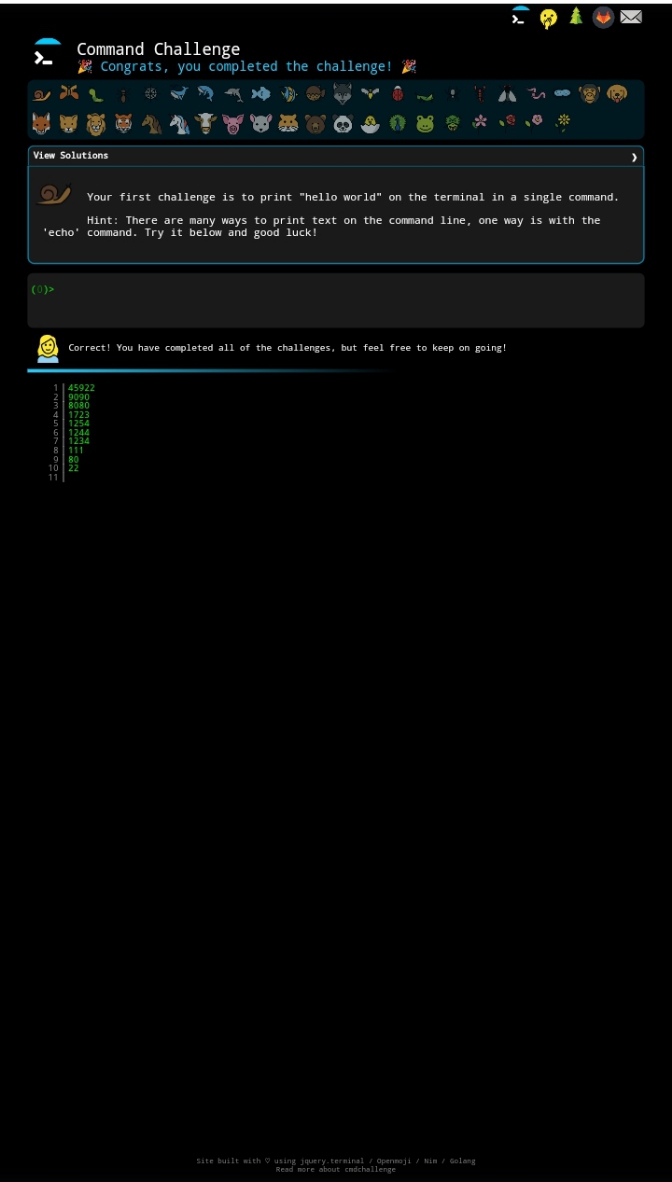 Command Challenge
🎉 Congrats, you completed the challenge! 🎉
View Solutions ❯
Your first challenge is to print "hello world" on the terminal in a single command.
Hint: There are many ways to print text on the command line, one way is with the
'echo' command. Try it below and good luck!
(0)>
Correct! You have completed all of the challenges, but feel free to keep on going!
1 45922
2 9090
3 8080
4 1723
5 1254
6 1244
7 1234
8 111
9 80
10 22
11
Site built with ♡ using jquery.terminal / Openmoji / Nim / Golang
Read more about cmdchallenge